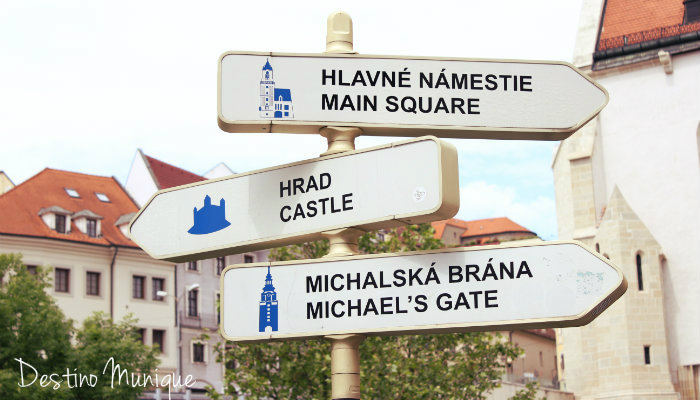 HLAVNÉ NÁMESTIE
MAIN SQUARE
HRAD
CASTLE
MICHALSKÁ BRÁNA
MICHAEL'S GATE
Destino Munique